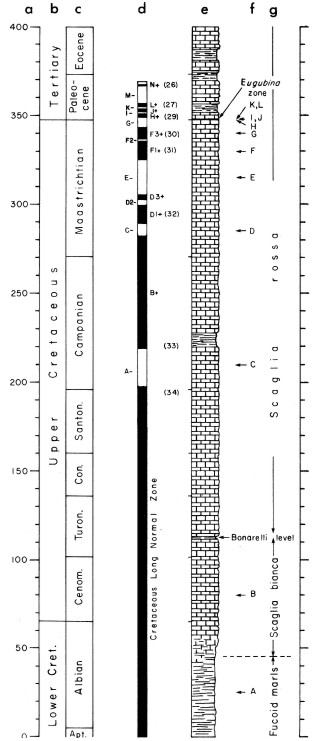 a b c d e f g
400
350
300
250
200
150
100
50
0
Tertiary
Upper Cretaceous
Lower Cret.
Eocene
Paleo-
cene
Maastrichtian
Campanian
Santon.
Con.
Turon.
Cenom.
Albian
Apt.
N+ (26)
M-
L+ (27)
K-
I-
H+ (29)
G-
F3+ (30)
F2-
F1+ (31)
E-
D3+
D2-
D1+ (32)
C-
B+
(33)
A-
(34)
Cretaceous Long Normal Zone
Eugubina
zone
K,L
I,J
H
G
F
E
D
C
Bonarelli level
B
A
Scaglia rossa
Scaglia bianca
Fucoid marls